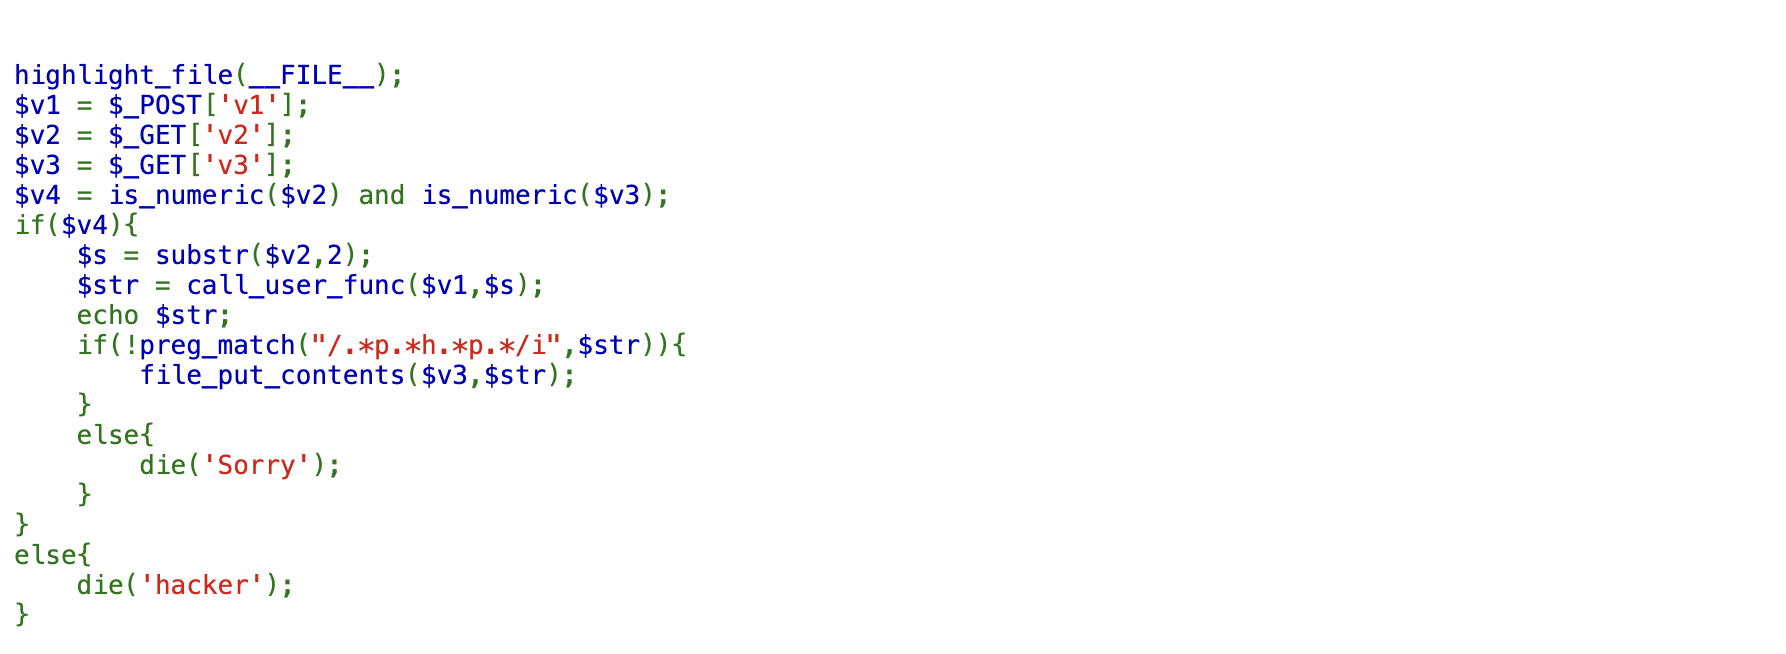 highlight_file(__FILE__);
$v1 = $_POST['v1'];
$v2 = $_GET['v2'];
$v3 = $_GET['v3'];
$v4 = is_numeric($v2) and is_numeric($v3);
if($v4){
    $s = substr($v2,2);
    $str = call_user_func($v1,$s);
    echo $str;
    if(!preg_match("/.*p.*h.*p.*/i",$str)){
        file_put_contents($v3,$str);
    }
    else{
        die('Sorry');
    }
}
else{
    die('hacker');
}